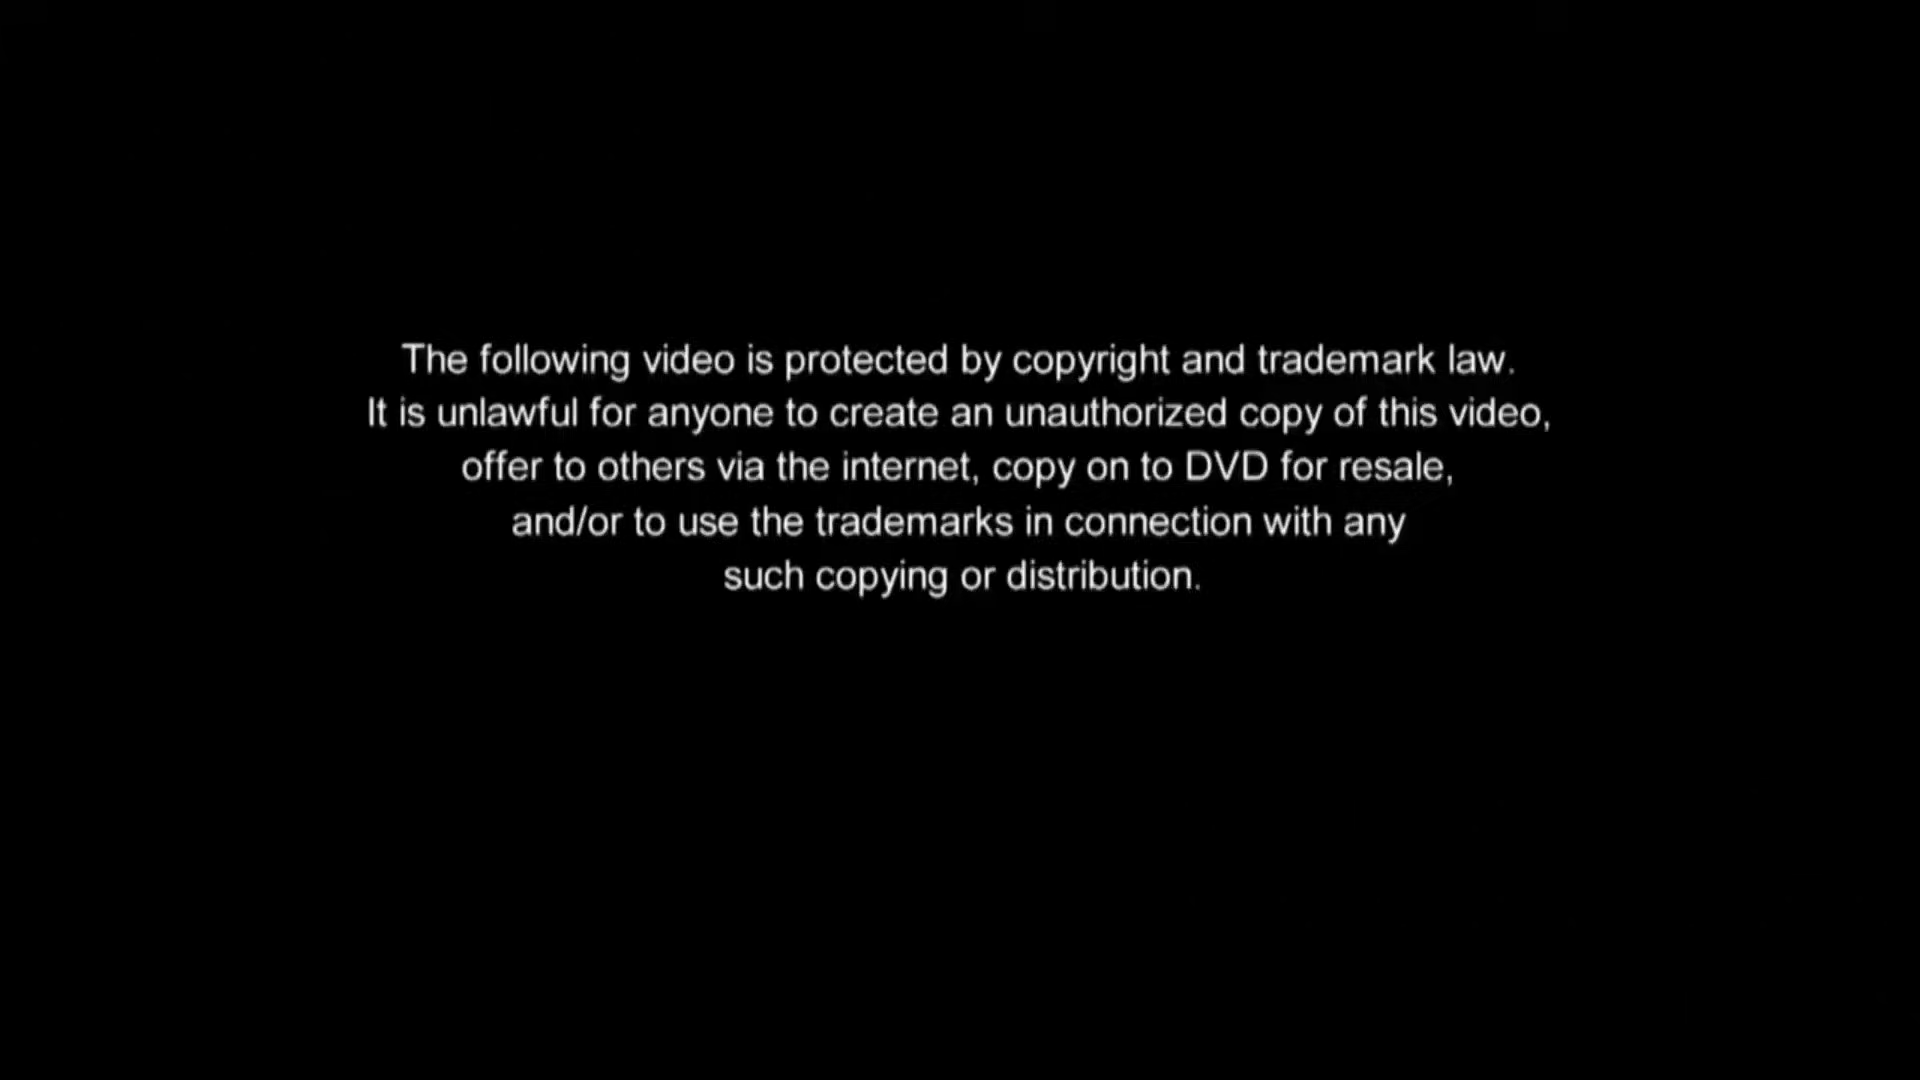 The following video is protected by copyright and trademark law.
It is unlawful for anyone to create an unauthorized copy of this video,
offer to others via the internet, copy on to DVD for resale,
and/or to use the trademarks in connection with any
such copying or distribution.